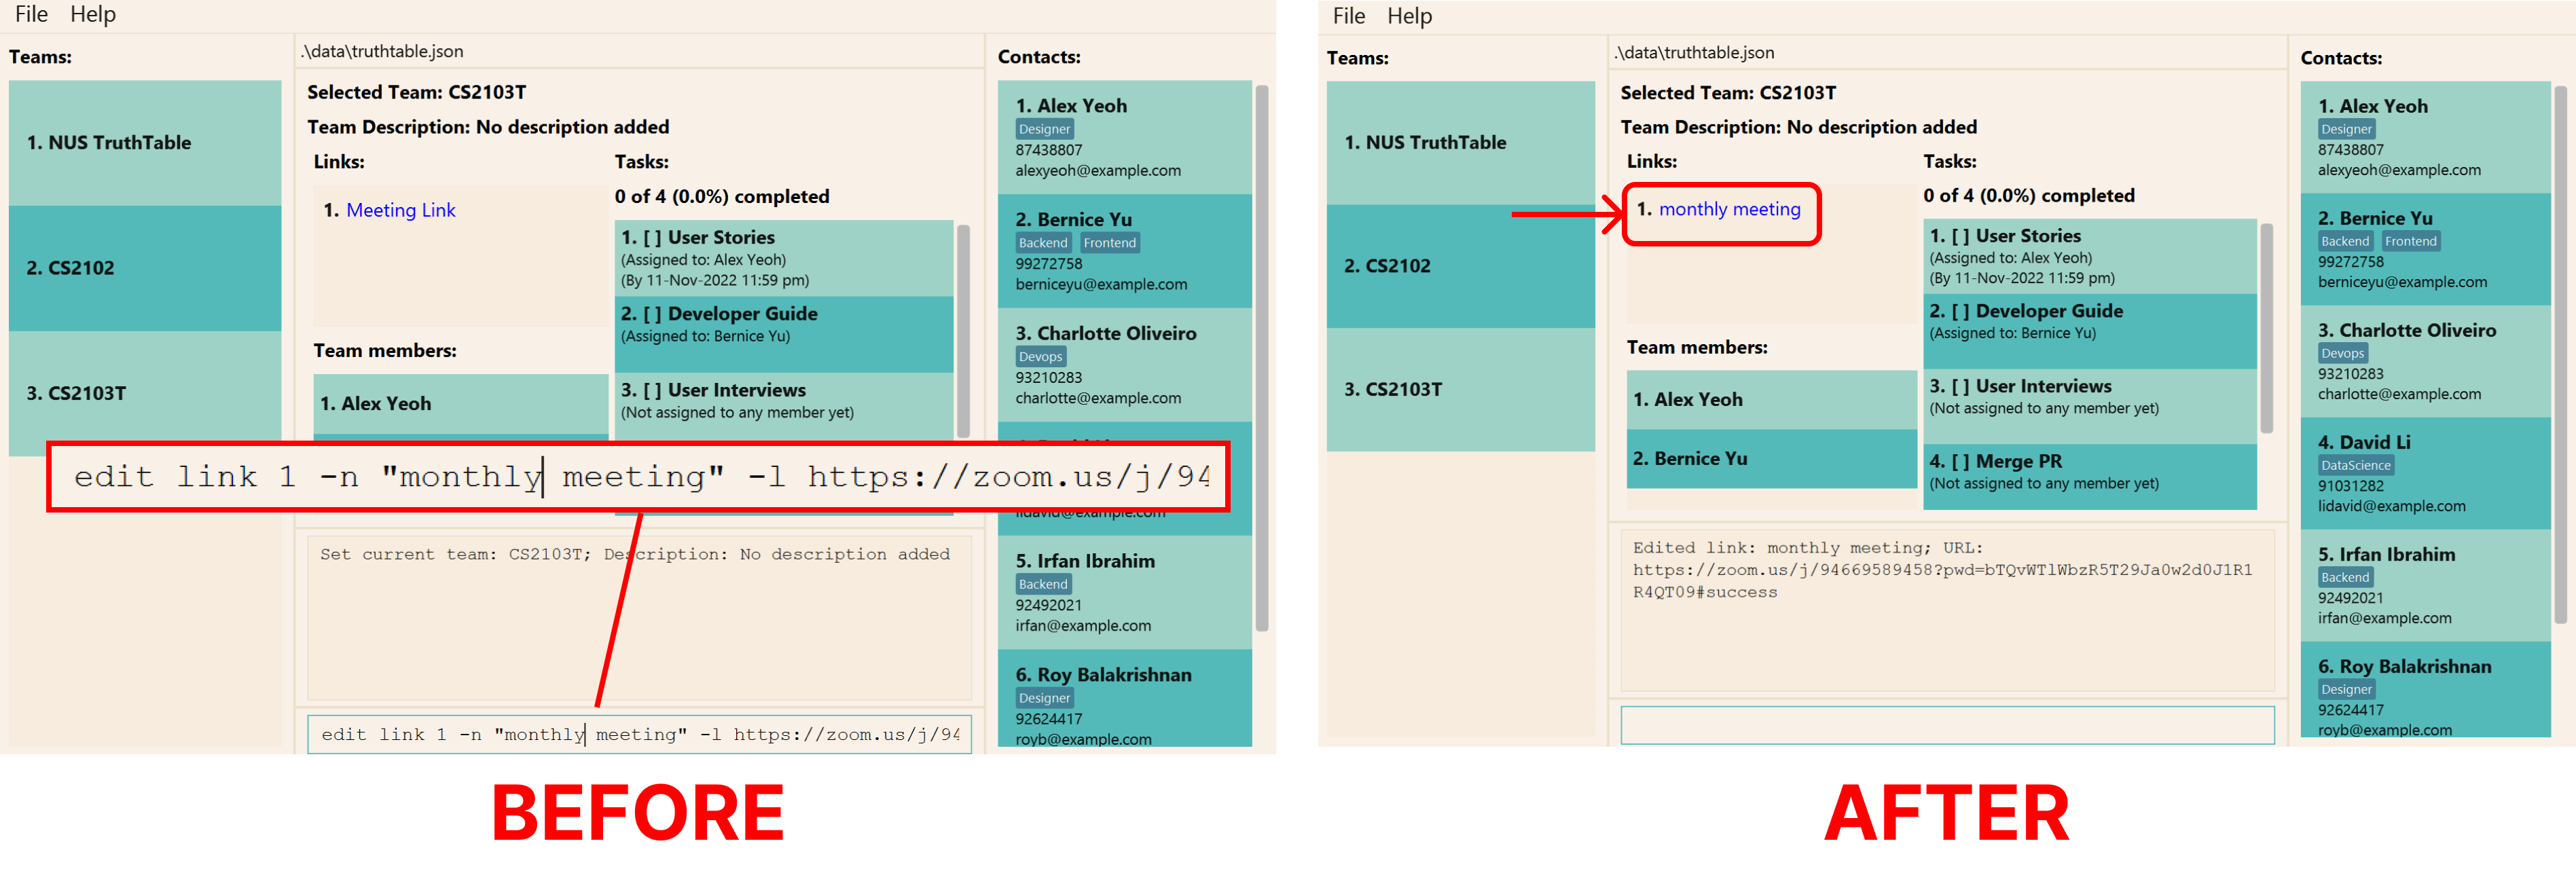 File Help
Teams:
1. NUS TruthTable
2. CS2102
3. CS2103T
.\data\truthtable.json
Selected Team: CS2103T
Team Description: No description added
Links:
1. Meeting Link
Team members:
1. Alex Yeoh
Tasks:
0 of 4 (0.0%) completed
1. [ ] User Stories
(Assigned to: Alex Yeoh)
(By 11-Nov-2022 11:59 pm)
2. [ ] Developer Guide
(Assigned to: Bernice Yu)
3. [ ] User Interviews
(Not assigned to any member yet)
edit link 1 -n "monthly meeting" -l https://zoom.us/j/94
Set current team: CS2103T; Description: No description added
edit link 1 -n "monthly meeting" -l https://zoom.us/j/94
Contacts:
1. Alex Yeoh
Designer
87438807
alexyeoh@example.com
2. Bernice Yu
Backend Frontend
99272758
berniceyu@example.com
3. Charlotte Oliveiro
Devops
93210283
charlotte@example.com
lidavid@example.com
5. Irfan Ibrahim
Backend
92492021
irfan@example.com
6. Roy Balakrishnan
Designer
92624417
royb@example.com
BEFORE
File Help
Teams:
1. NUS TruthTable
2. CS2102
3. CS2103T
.\data\truthtable.json
Selected Team: CS2103T
Team Description: No description added
Links:
1. monthly meeting
Team members:
1. Alex Yeoh
2. Bernice Yu
Tasks:
0 of 4 (0.0%) completed
1. [ ] User Stories
(Assigned to: Alex Yeoh)
(By 11-Nov-2022 11:59 pm)
2. [ ] Developer Guide
(Assigned to: Bernice Yu)
3. [ ] User Interviews
(Not assigned to any member yet)
4. [ ] Merge PR
(Not assigned to any member yet)
Edited link: monthly meeting; URL:
https://zoom.us/j/94669589458?pwd=bTQvWTlWbzR5T29Ja0w2d0J1R1
R4QT09#success
Contacts:
1. Alex Yeoh
Designer
87438807
alexyeoh@example.com
2. Bernice Yu
Backend Frontend
99272758
berniceyu@example.com
3. Charlotte Oliveiro
Devops
93210283
charlotte@example.com
4. David Li
DataScience
91031282
lidavid@example.com
5. Irfan Ibrahim
Backend
92492021
irfan@example.com
6. Roy Balakrishnan
Designer
92624417
royb@example.com
AFTER